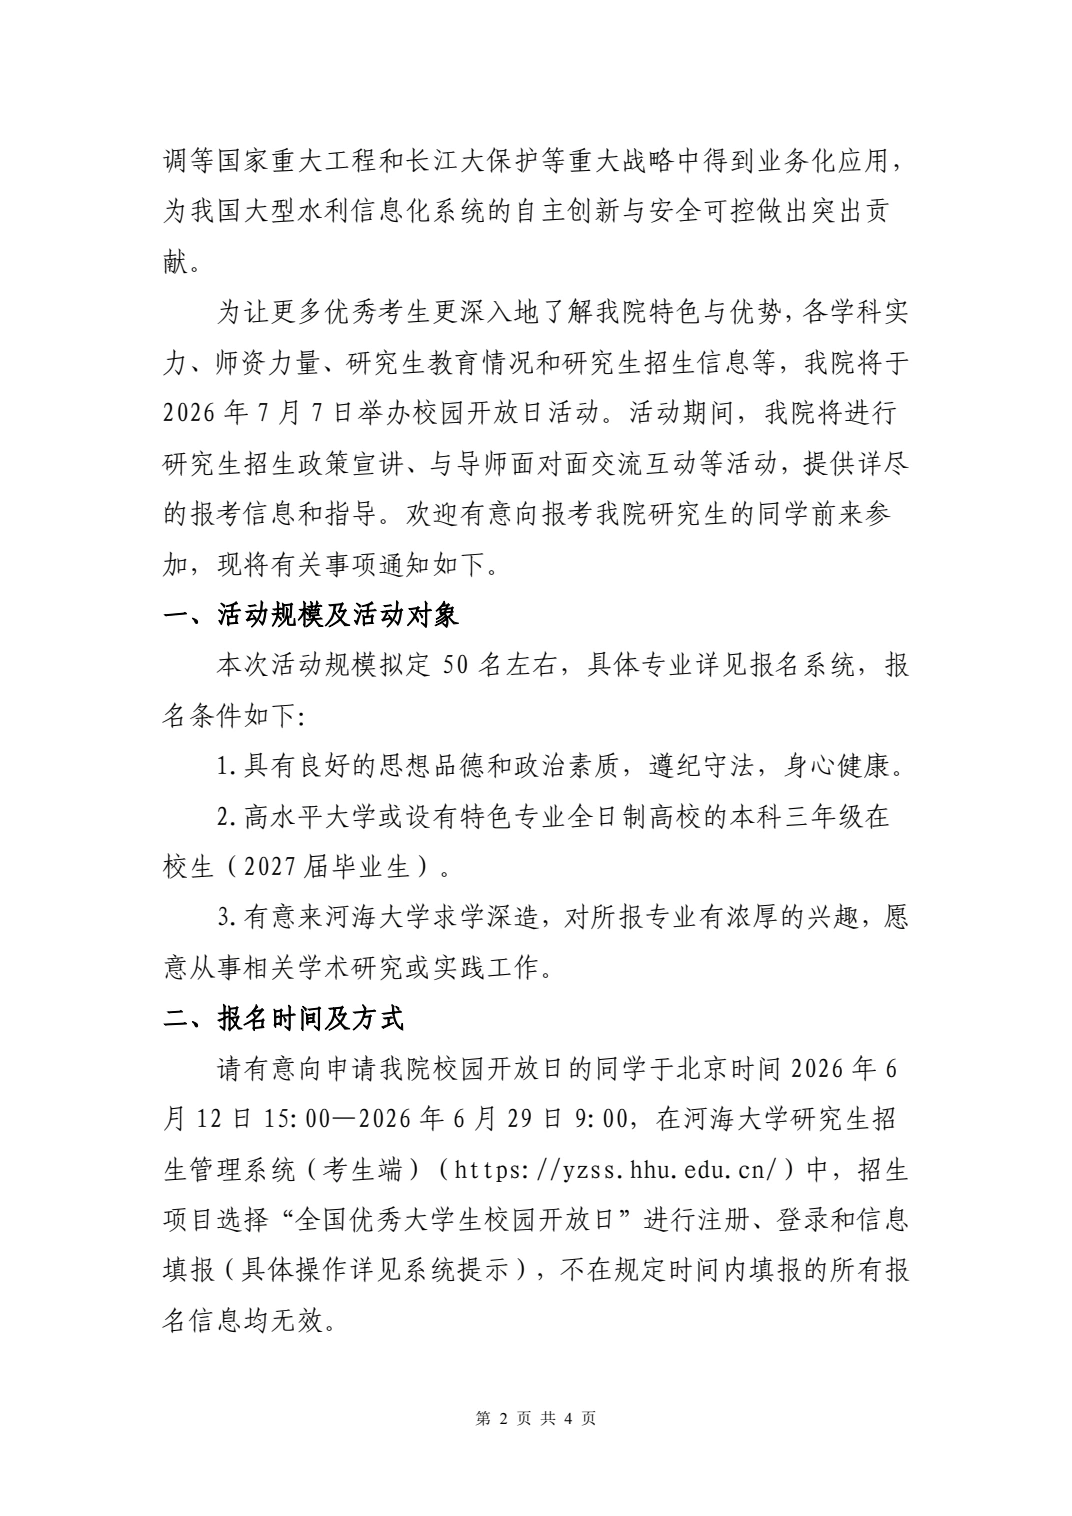 调等国家重大工程和长江大保护等重大战略中得到业务化应用，
为我国大型水利信息化系统的自主创新与安全可控做出突出贡
献。
为让更多优秀考生更深入地了解我院特色与优势，各学科实
力、师资力量、研究生教育情况和研究生招生信息等，我院将于
2026 年 7 月 7 日举办校园开放日活动。活动期间，我院将进行
研究生招生政策宣讲、与导师面对面交流互动等活动，提供详尽
的报考信息和指导。欢迎有意向报考我院研究生的同学前来参
加，现将有关事项通知如下。
一、活动规模及活动对象
本次活动规模拟定 50 名左右，具体专业详见报名系统，报
名条件如下：
1.具有良好的思想品德和政治素质，遵纪守法，身心健康。
2.高水平大学或设有特色专业全日制高校的本科三年级在
校生（2027 届毕业生）。
3.有意来河海大学求学深造，对所报专业有浓厚的兴趣，愿
意从事相关学术研究或实践工作。
二、报名时间及方式
请有意向申请我院校园开放日的同学于北京时间 2026 年 6
月 12 日 15:00—2026 年 6 月 29 日 9:00，在河海大学研究生招
生管理系统（考生端）（https://yzss.hhu.edu.cn/）中，招生
项目选择“全国优秀大学生校园开放日”进行注册、登录和信息
填报（具体操作详见系统提示），不在规定时间内填报的所有报
名信息均无效。
第 2 页 共 4 页